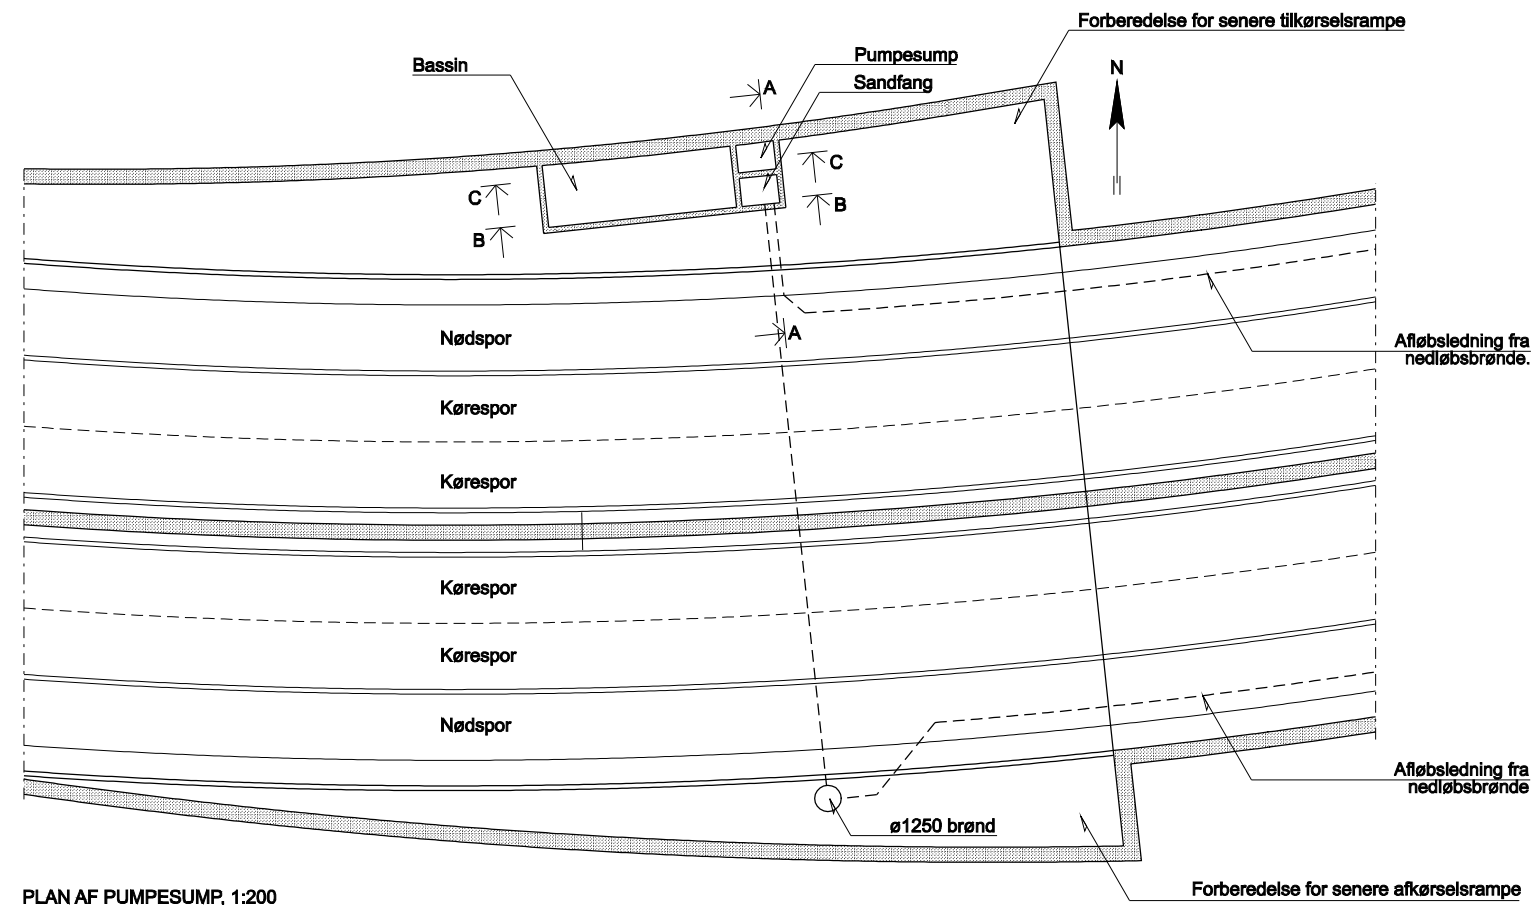 Forberedelse for senere tilkørselsrampe
Pumpesump
Bassin
Sandfang
N
A
C
C
B
B
A
Nødspor
Afløbsledning fra
nedløbsbrønde.
Kørespor
Kørespor
Kørespor
Kørespor
Nødspor
Afløbsledning fra
nedløbsbrønde
ø1250 brønd
Forberedelse for senere afkørselsrampe
PLAN AF PUMPESUMP, 1:200